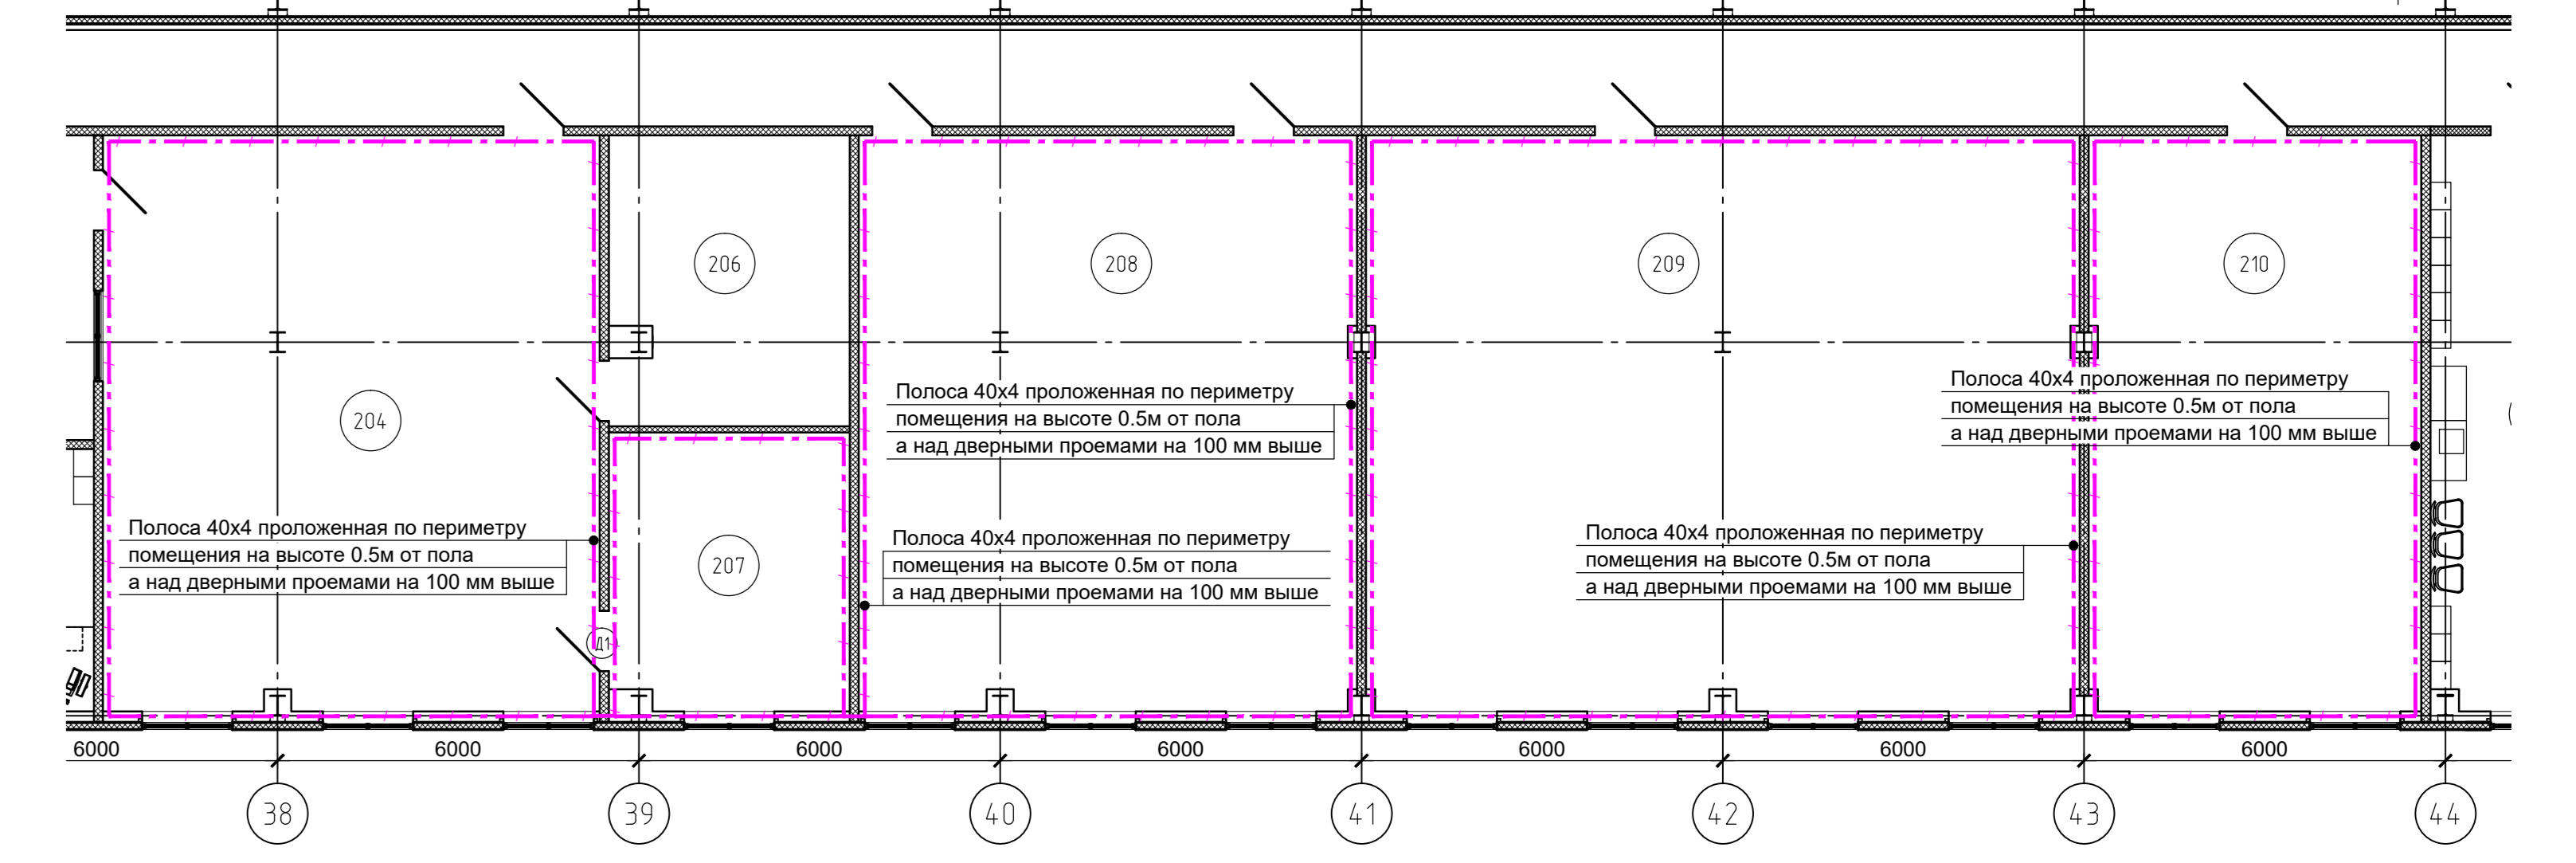 206
208
209
210
204
207
Д1
Полоса 40х4 проложенная по периметру
помещения на высоте 0.5м от пола
а над дверными проемами на 100 мм выше
Полоса 40х4 проложенная по периметру
помещения на высоте 0.5м от пола
а над дверными проемами на 100 мм выше
Полоса 40х4 проложенная по периметру
помещения на высоте 0.5м от пола
а над дверными проемами на 100 мм выше
Полоса 40х4 проложенная по периметру
помещения на высоте 0.5м от пола
а над дверными проемами на 100 мм выше
Полоса 40х4 проложенная по периметру
помещения на высоте 0.5м от пола
а над дверными проемами на 100 мм выше
6000 6000 6000 6000 6000 6000 6000
38 39 40 41 42 43 44